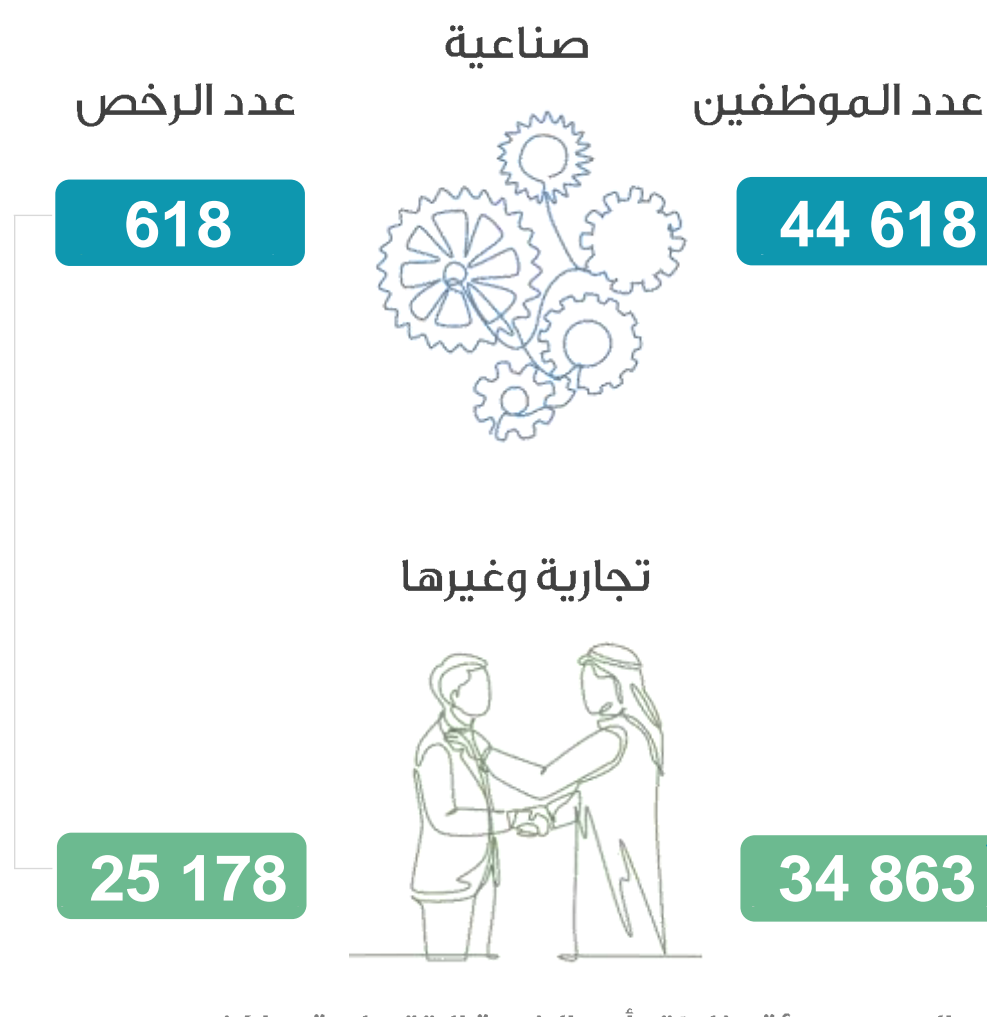 صناعية
عدد الموظفين
عدد الرخص
44 618
618
تجارية وغيرها
34 863
25 178